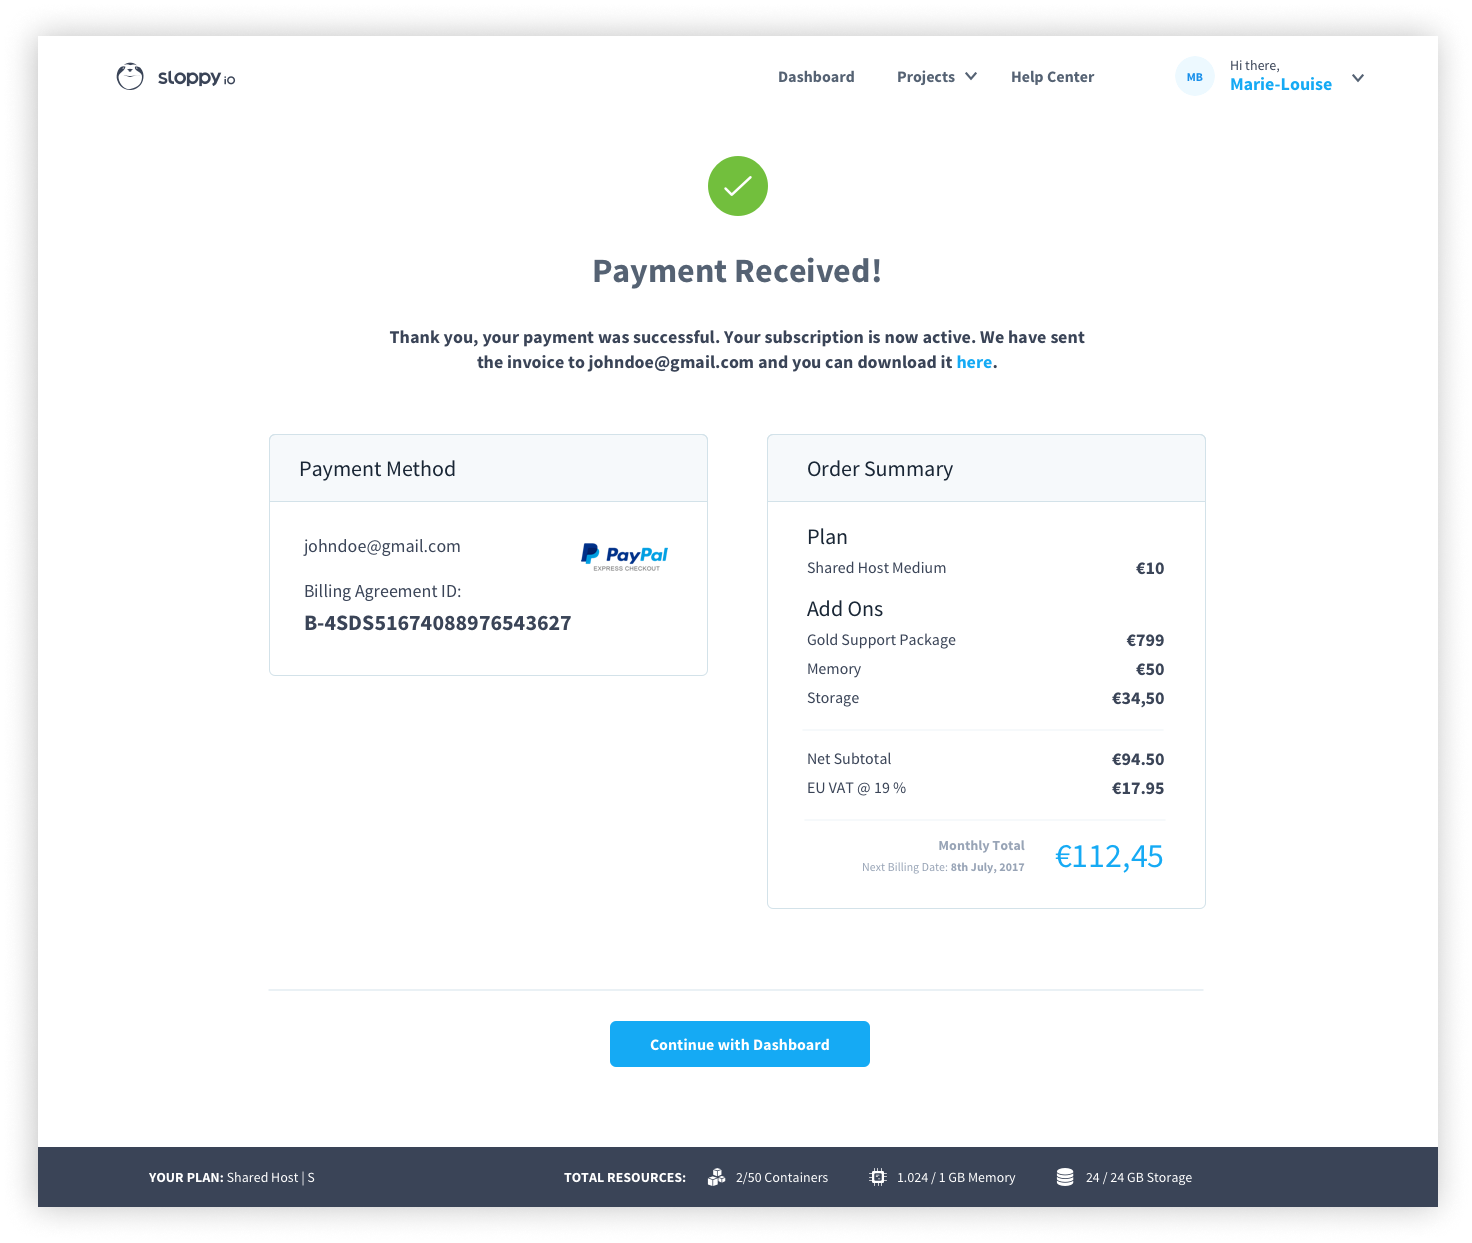 sloppy io
Dashboard Projects Help Center
MB
Hi there,
Marie-Louise
Payment Received!
Thank you, your payment was successful. Your subscription is now active. We have sent
the invoice to johndoe@gmail.com and you can download it here.
Payment Method
johndoe@gmail.com
PayPal
EXPRESS CHECKOUT
Billing Agreement ID:
B-4SDS51674088976543627
Order Summary
Plan
Shared Host Medium €10
Add Ons
Gold Support Package €799
Memory €50
Storage €34,50
Net Subtotal €94.50
EU VAT @ 19 % €17.95
Monthly Total €112,45
Next Billing Date: 8th July, 2017
Continue with Dashboard
YOUR PLAN: Shared Host | S TOTAL RESOURCES: 2/50 Containers 1.024 / 1 GB Memory 24 / 24 GB Storage